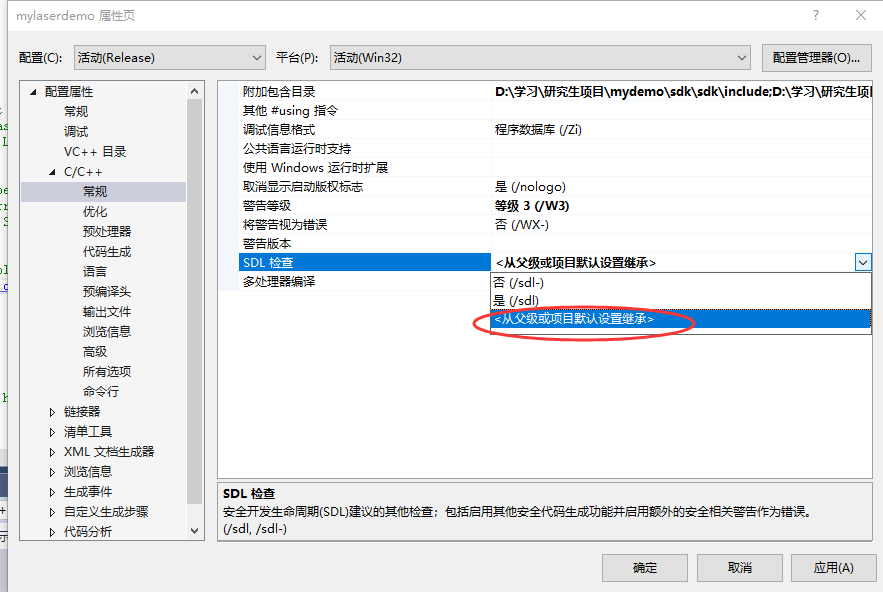 mylaserdemo 属性页
配置(C): 活动(Release) 平台(P): 活动(Win32) 配置管理器(O)...
配置属性
常规
调试
VC++ 目录
C/C++
常规
优化
预处理器
代码生成
语言
预编译头
输出文件
浏览信息
高级
所有选项
命令行
链接器
清单工具
XML 文档生成器
浏览信息
生成事件
自定义生成步骤
代码分析
附加包含目录 D:\学习\研究生项目\mydemo\sdk\sdk\include;D:\学习\研究生项目
其他 #using 指令
调试信息格式 程序数据库 (/Zi)
公共语言运行时支持
使用 Windows 运行时扩展
取消显示启动版权标志 是 (/nologo)
警告等级 等级 3 (/W3)
将警告视为错误 否 (/WX-)
警告版本
SDL 检查 <从父级或项目默认设置继承>
多处理器编译
否 (/sdl-)
是 (/sdl)
<从父级或项目默认设置继承>
SDL 检查
安全开发生命周期(SDL)建议的其他检查；包括启用其他安全代码生成功能并启用额外的安全相关警告作为错误。
(/sdl, /sdl-)
确定 取消 应用(A)